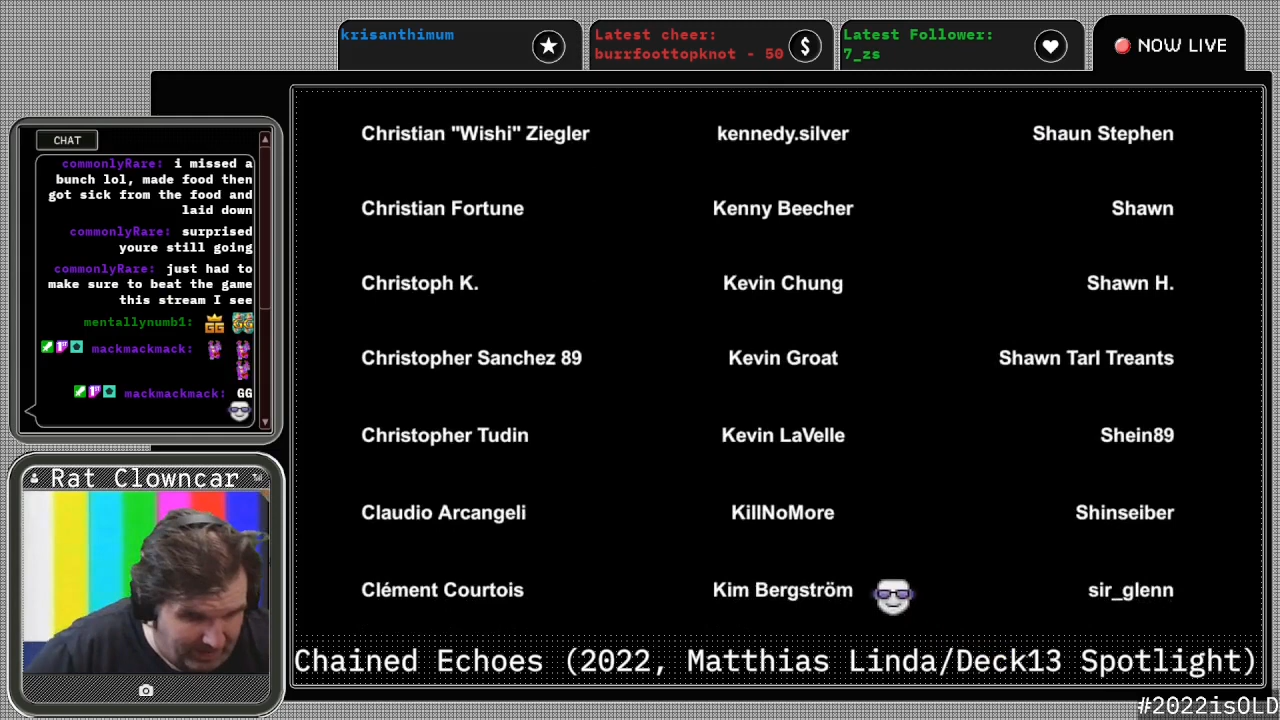 krisanthimum
Latest cheer:
burrfoottopknot - 50
$
Latest Follower:
7_zs
NOW LIVE
CHAT
commonlyRare: i missed a
bunch lol, made food then
got sick from the food and
laid down
commonlyRare: surprised
youre still going
commonlyRare: just had to
make sure to beat the game
this stream I see
mentallynumb1: GG GG
mackmackmack:
mackmackmack: GG
Rat Clowncar
Christian "Wishi" Ziegler kennedy.silver Shaun Stephen
Christian Fortune Kenny Beecher Shawn
Christoph K. Kevin Chung Shawn H.
Christopher Sanchez 89 Kevin Groat Shawn Tarl Treants
Christopher Tudin Kevin LaVelle Shein89
Claudio Arcangeli KillNoMore Shinseiber
Clément Courtois Kim Bergström sir_glenn
Chained Echoes (2022, Matthias Linda/Deck13 Spotlight)
#2022isOLD